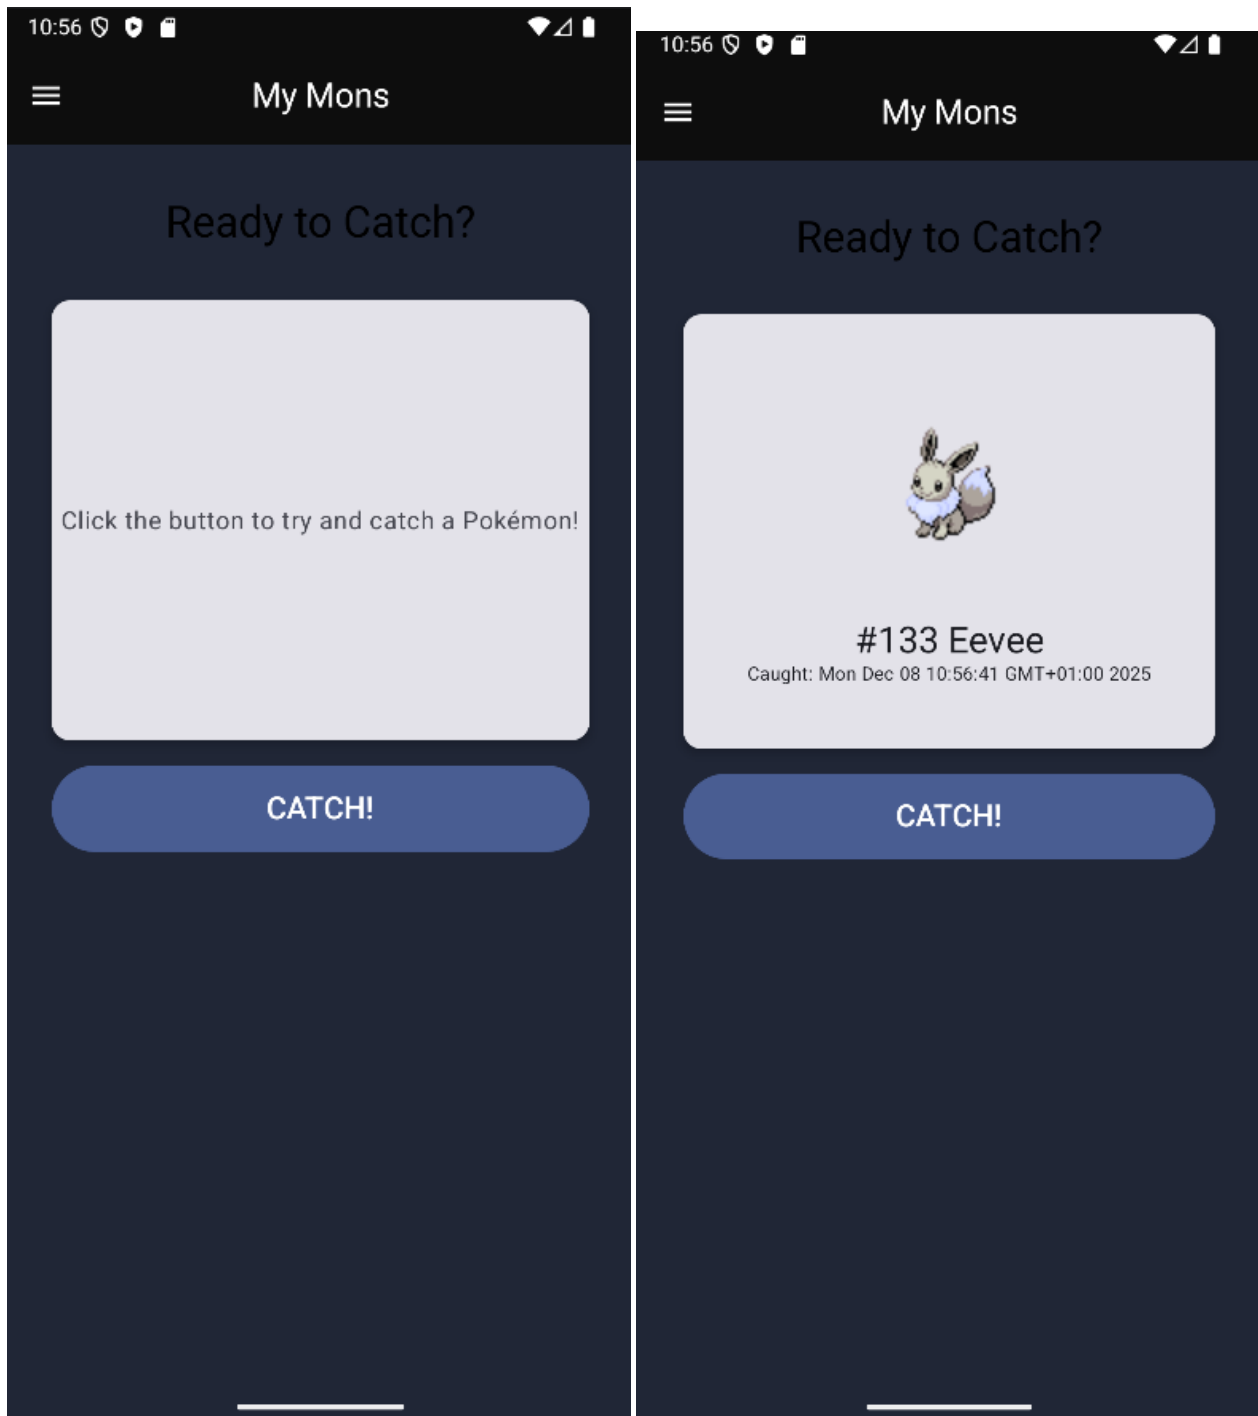 10:56
My Mons
Ready to Catch?
Click the button to try and catch a Pokémon!
CATCH!
10:56
My Mons
Ready to Catch?
#133 Eevee
Caught: Mon Dec 08 10:56:41 GMT+01:00 2025
CATCH!